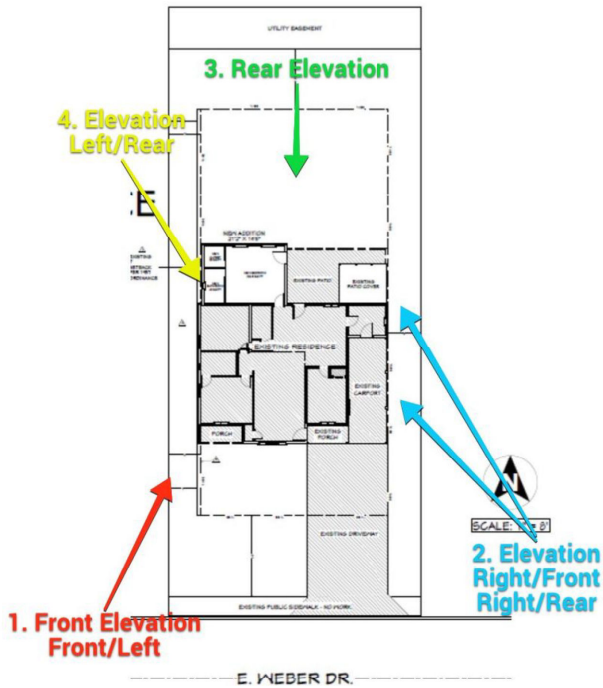 UTILITY EASEMENT
3. Rear Elevation
4. Elevation
Left/Rear
E
NEW ADDITION
EXISTING
EXISTING PATIO
EXISTING
PATIO COVER
EXISTING RESIDENCE
EXISTING
CARPORT
PORCH
EXISTING
PORCH
N
SCALE:
EXISTING DRIVEWAY
2. Elevation
Right/Front
Right/Rear
EXISTING PUBLIC SIDEWALK - NO WORK
1. Front Elevation
Front/Left
E. WEBER DR.